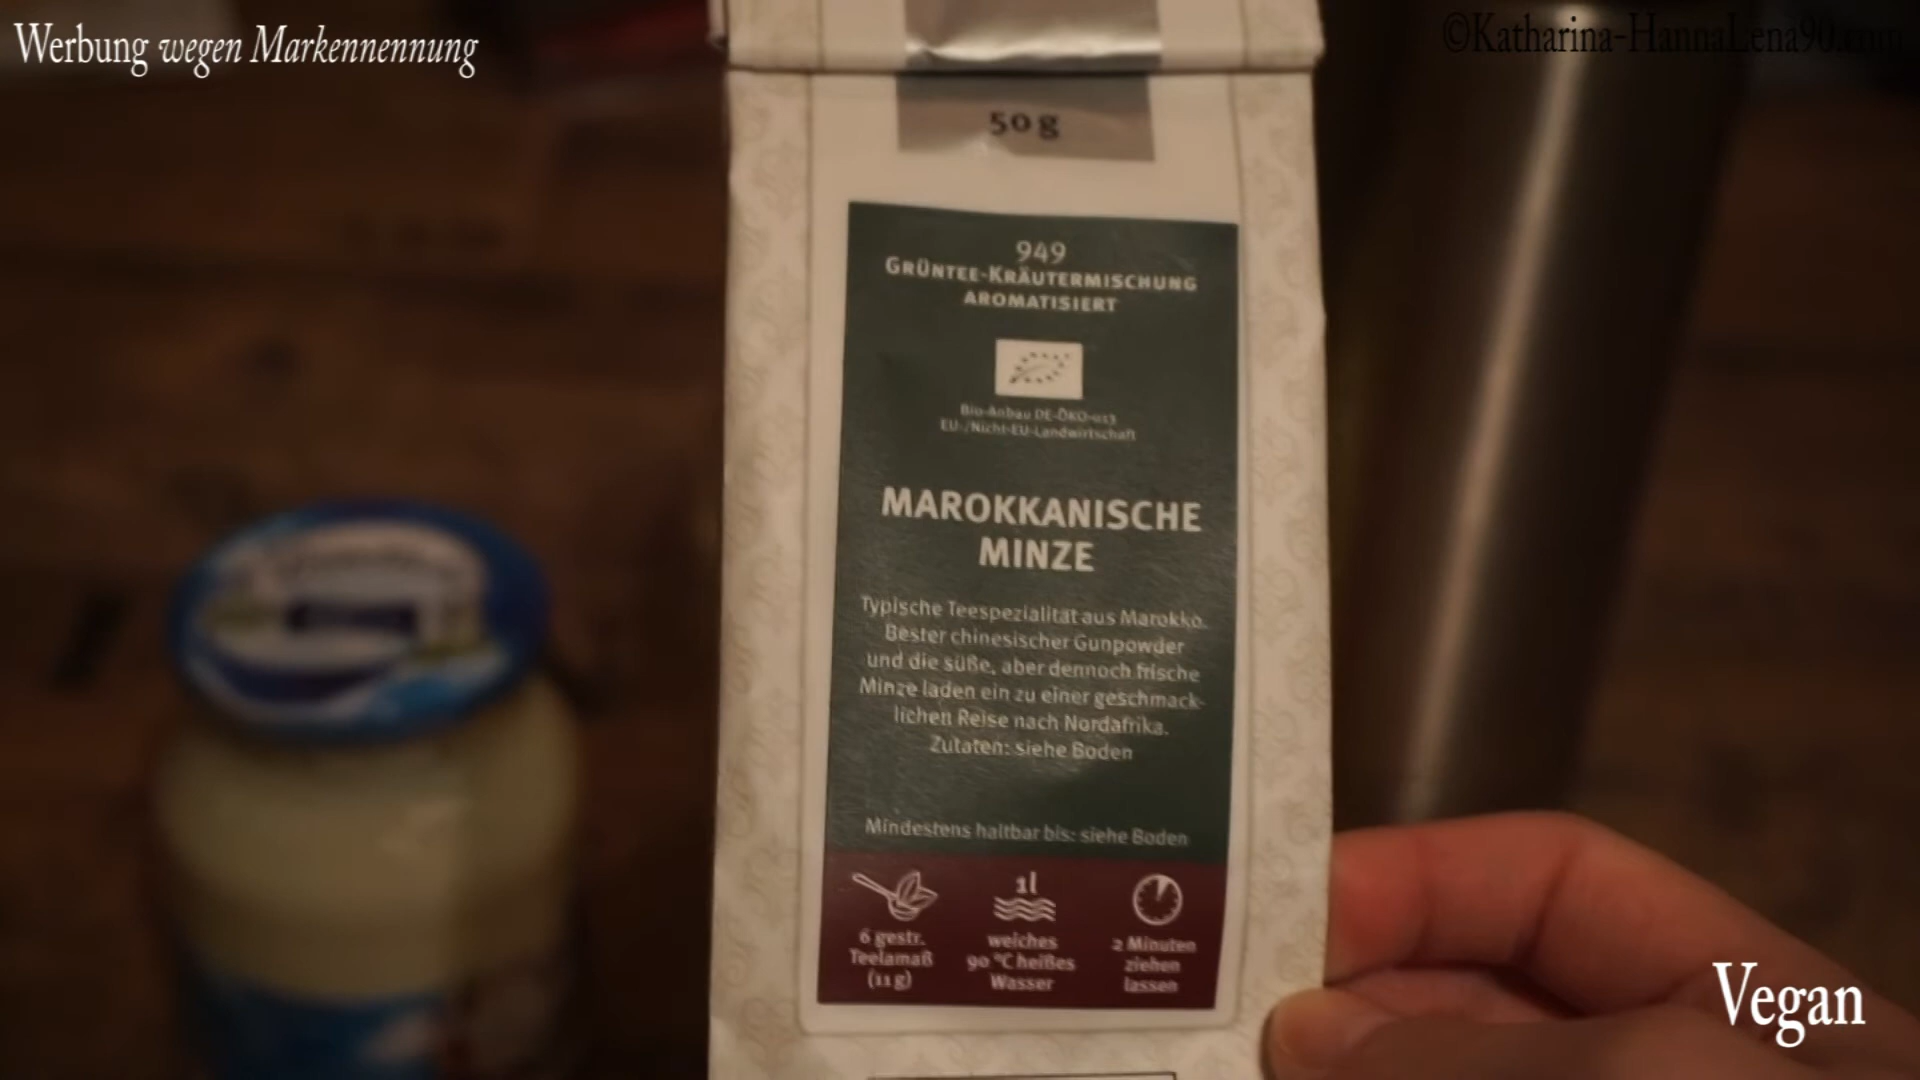 Werbung wegen Markennennung
©Katharina-HannaLena90.com
50 g
949
GRÜNTEE-KRÄUTERMISCHUNG
AROMATISIERT
Bio-Anbau DE-ÖKO-013
EU-/Nicht-EU-Landwirtschaft
MAROKKANISCHE
MINZE
Typische Teespezialität aus Marokko.
Bester chinesischer Gunpowder
und die süße, aber dennoch frische
Minze laden ein zu einer geschmack-
lichen Reise nach Nordafrika.
Zutaten: siehe Boden
Mindestens haltbar bis: siehe Boden
6 gestr.
Teelamaß
(11 g)
1l
weiches
90 °C heißes
Wasser
2 Minuten
ziehen
lassen
Vegan